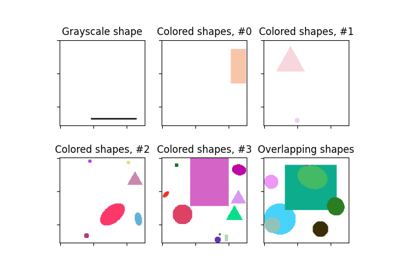 Grayscale shape
Colored shapes, #0
Colored shapes, #1
Colored shapes, #2
Colored shapes, #3
Overlapping shapes